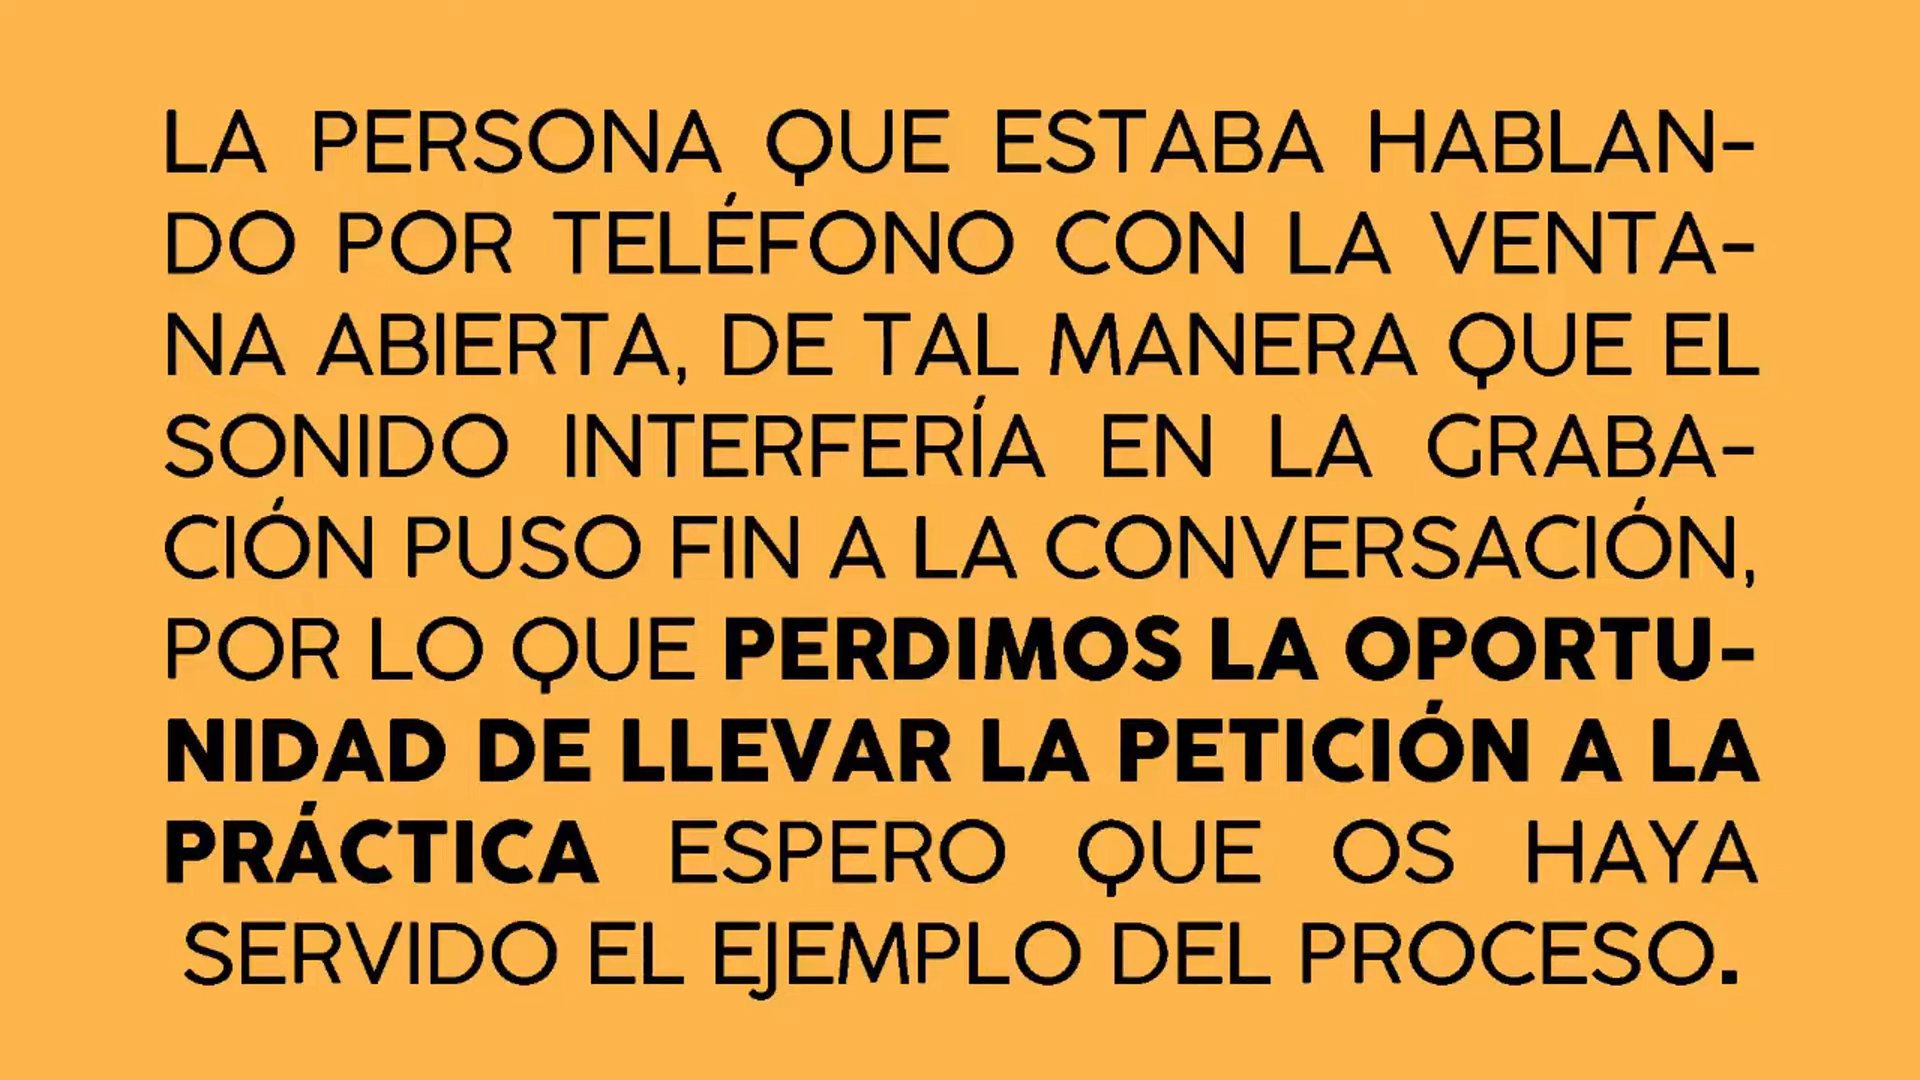 LA PERSONA QUE ESTABA HABLAN-
DO POR TELÉFONO CON LA VENTA-
NA ABIERTA, DE TAL MANERA QUE EL
SONIDO INTERFERÍA EN LA GRABA-
CIÓN PUSO FIN A LA CONVERSACIÓN,
POR LO QUE PERDIMOS LA OPORTU-
NIDAD DE LLEVAR LA PETICIÓN A LA
PRÁCTICA ESPERO QUE OS HAYA
SERVIDO EL EJEMPLO DEL PROCESO.